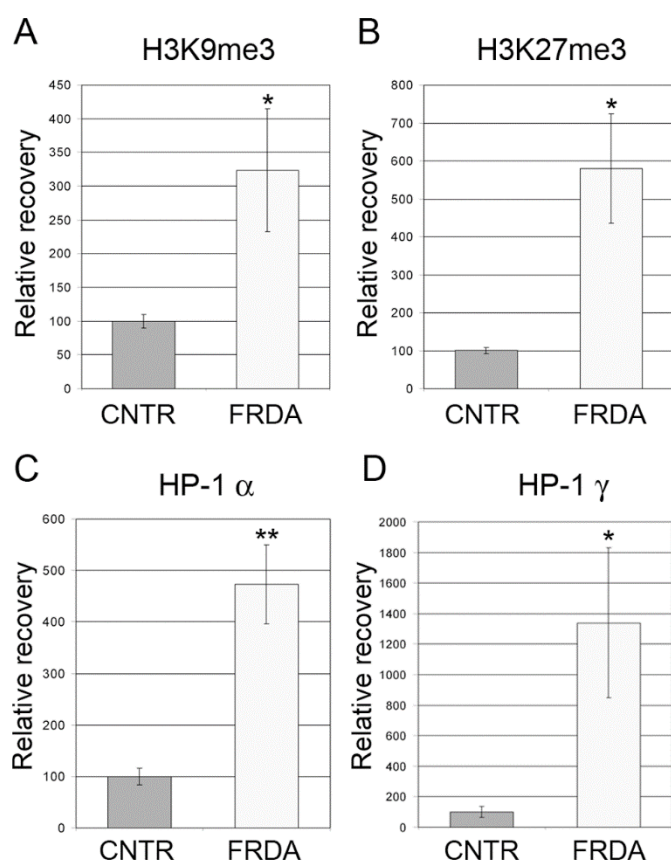 A
H3K9me3
Relative recovery
450
400
350
300
250
200
150
100
50
0
*
CNTR FRDA
B
H3K27me3
Relative recovery
800
700
600
500
400
300
200
100
0
*
CNTR FRDA
C
HP-1 α
Relative recovery
600
500
400
300
200
100
0
**
CNTR FRDA
D
HP-1 γ
Relative recovery
2000
1800
1600
1400
1200
1000
800
600
400
200
0
*
CNTR FRDA